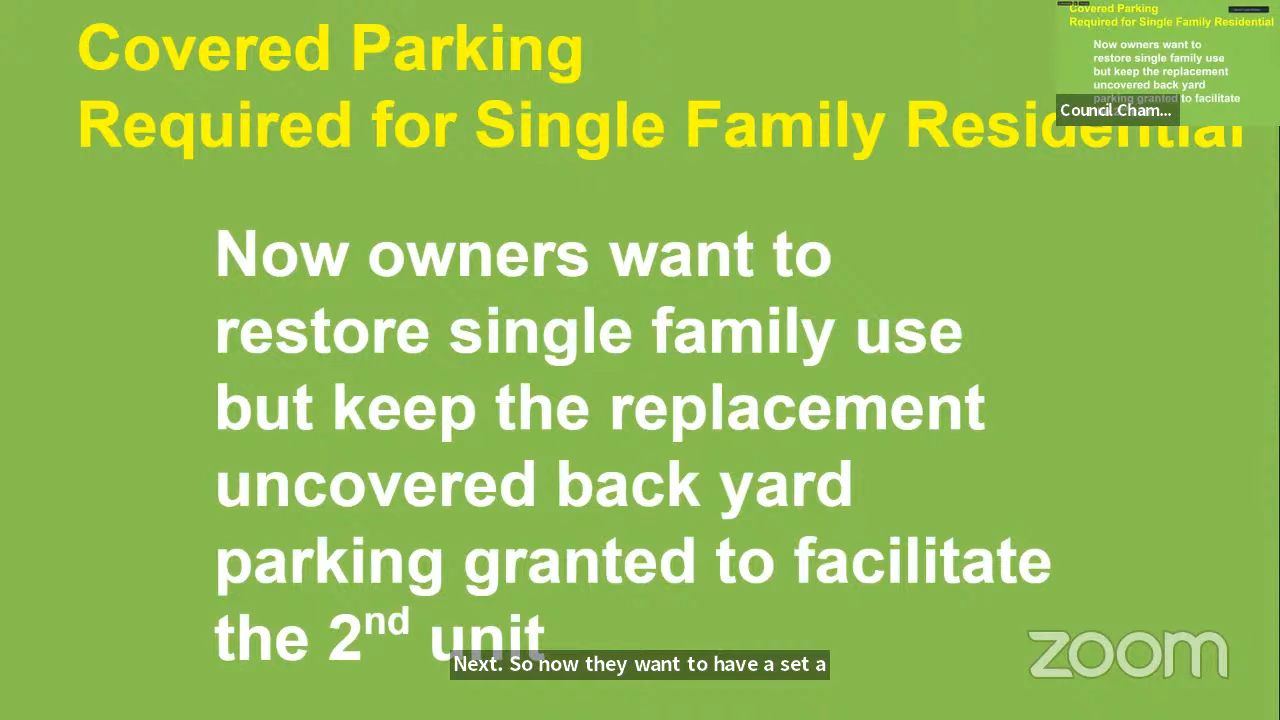 Covered Parking
Required for Single Family Residential
Now owners want to
restore single family use
but keep the replacement
uncovered back yard
parking granted to facilitate
the 2nd unit
Next. So now they want to have a set a
zoom
Covered Parking
Required for Single Family Residential
Now owners want to
restore single family use
but keep the replacement
uncovered back yard
parking granted to facilitate
Council Cham...